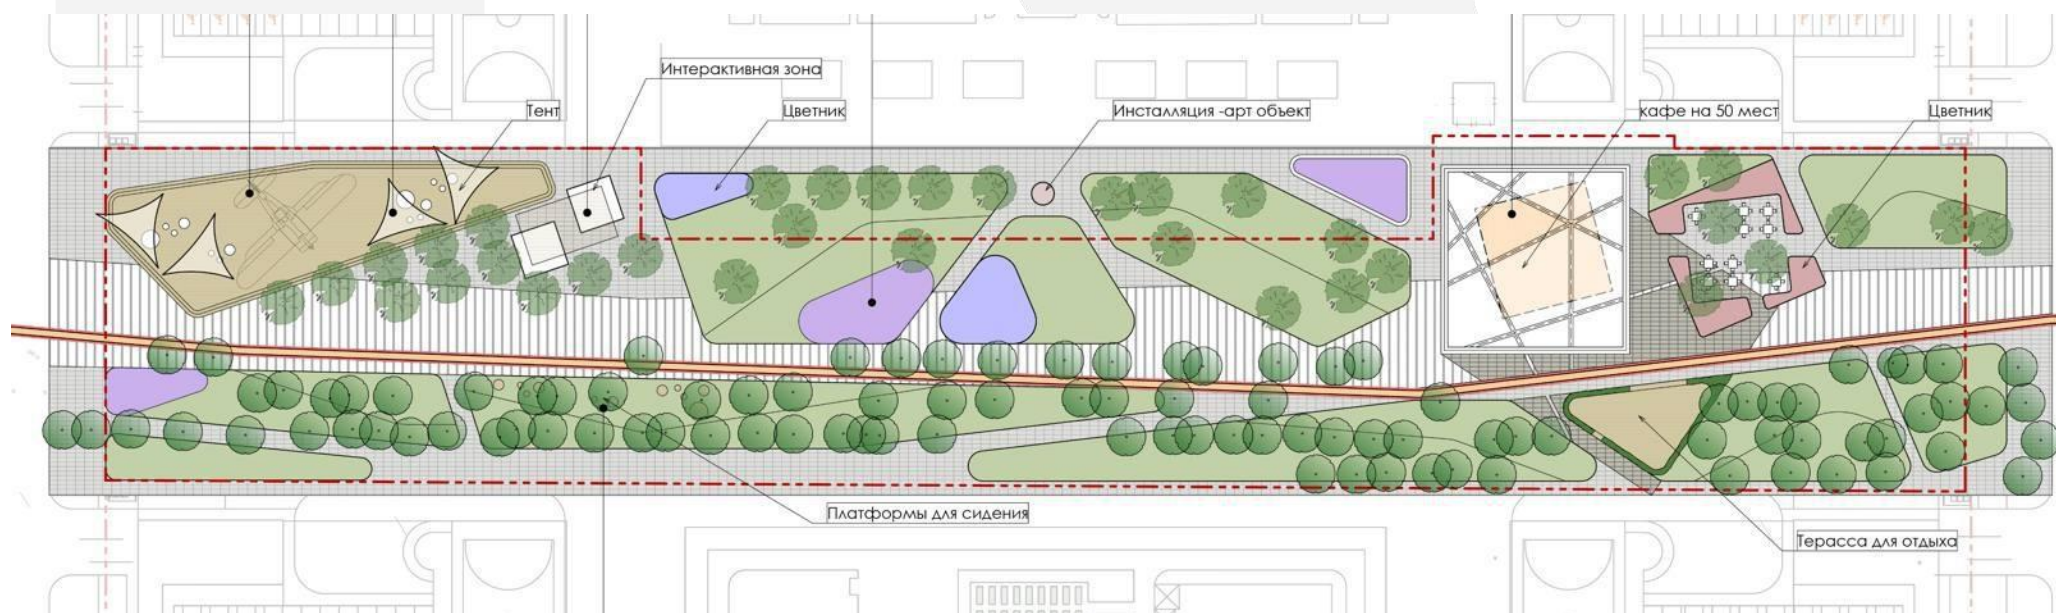 Интерактивная зона
Тент
Цветник
Инсталляция -арт объект
кафе на 50 мест
Цветник
Платформы для сидения
Терасса для отдыха